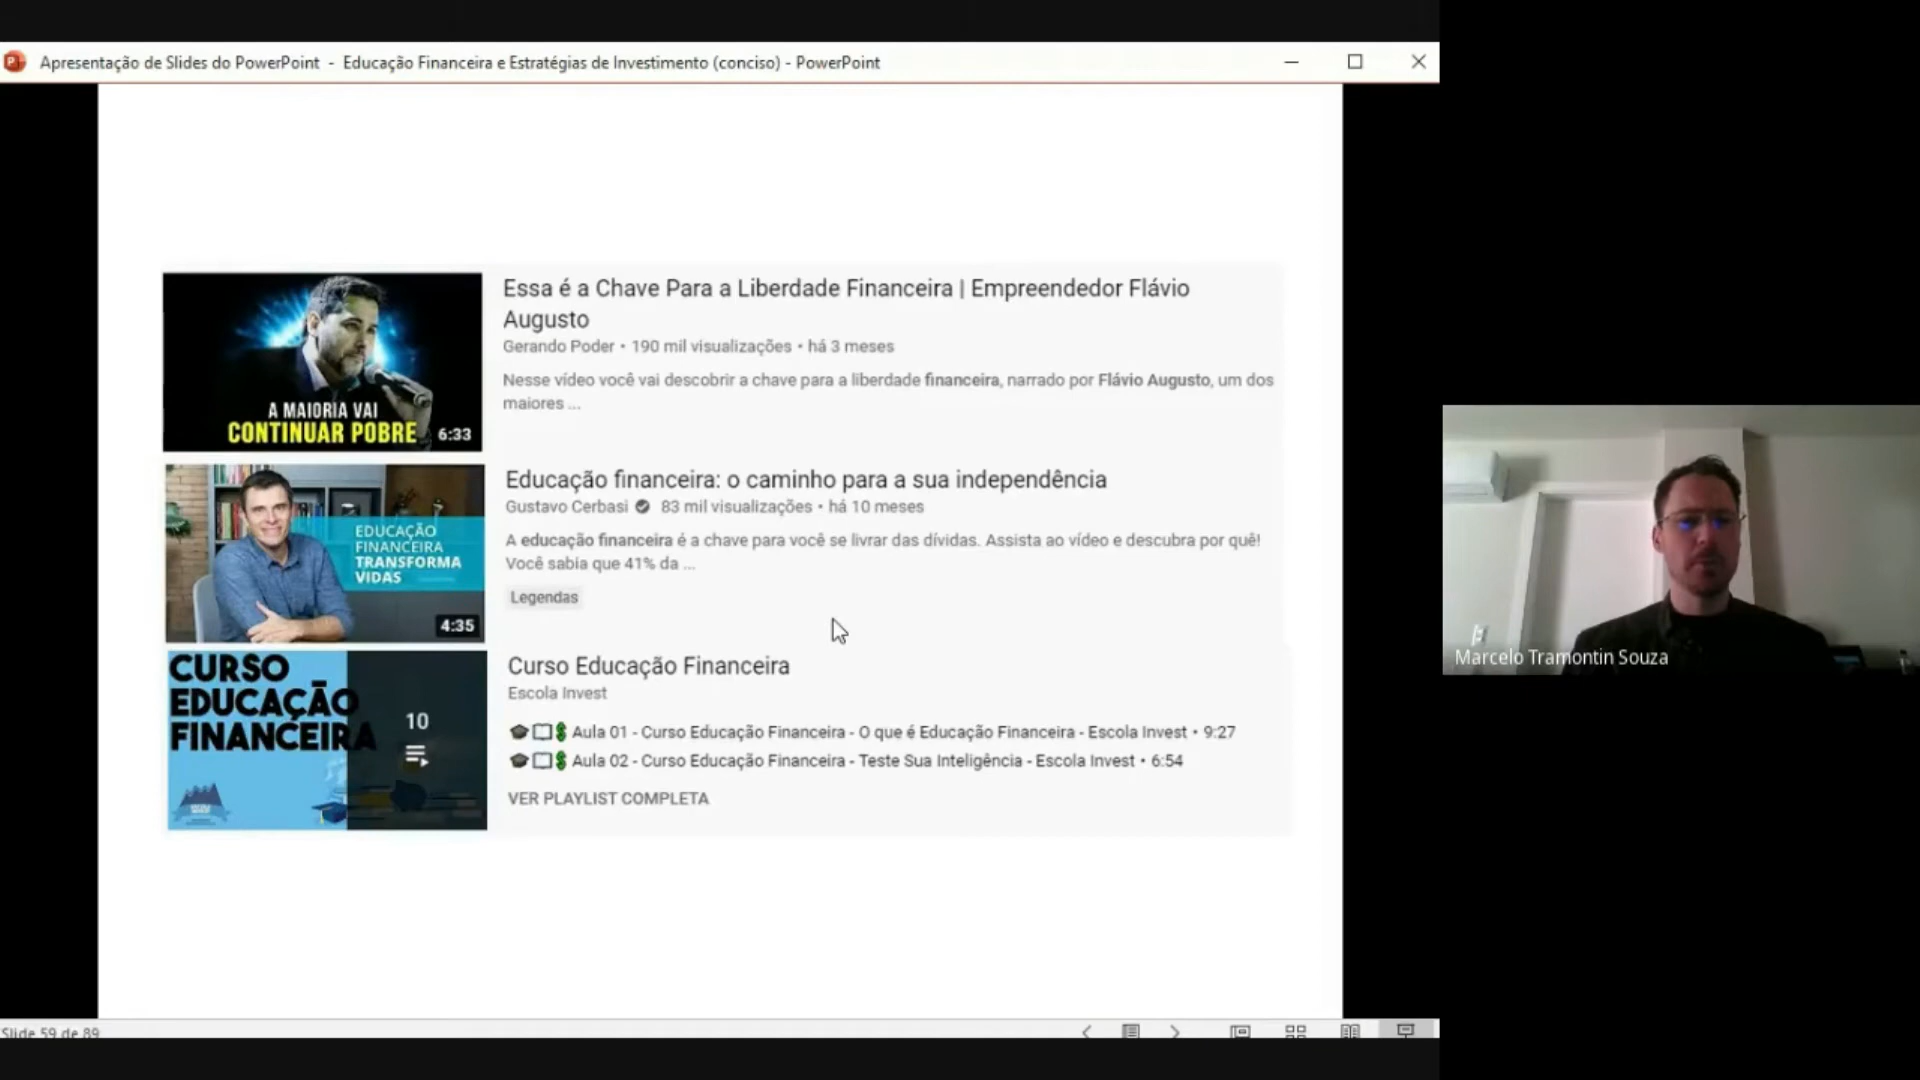 Apresentação de Slides do PowerPoint - Educação Financeira e Estratégias de Investimento (conciso) - PowerPoint
A MAIORIA VAI
CONTINUAR POBRE
6:33
Essa é a Chave Para a Liberdade Financeira | Empreendedor Flávio
Augusto
Gerando Poder • 190 mil visualizações • há 3 meses
Nesse vídeo você vai descobrir a chave para a liberdade financeira, narrado por Flávio Augusto, um dos
maiores ...
EDUCAÇÃO
FINANCEIRA
TRANSFORMA
VIDAS
4:35
Educação financeira: o caminho para a sua independência
Gustavo Cerbasi 83 mil visualizações • há 10 meses
A educação financeira é a chave para você se livrar das dívidas. Assista ao vídeo e descubra por quê!
Você sabia que 41% da ...
Legendas
CURSO
EDUCAÇÃO
FINANCEIRA
10
Curso Educação Financeira
Escola Invest
Aula 01 - Curso Educação Financeira - O que é Educação Financeira - Escola Invest • 9:27
Aula 02 - Curso Educação Financeira - Teste Sua Inteligência - Escola Invest • 6:54
VER PLAYLIST COMPLETA
Marcelo Tramontin Souza
Slide 59 de 89